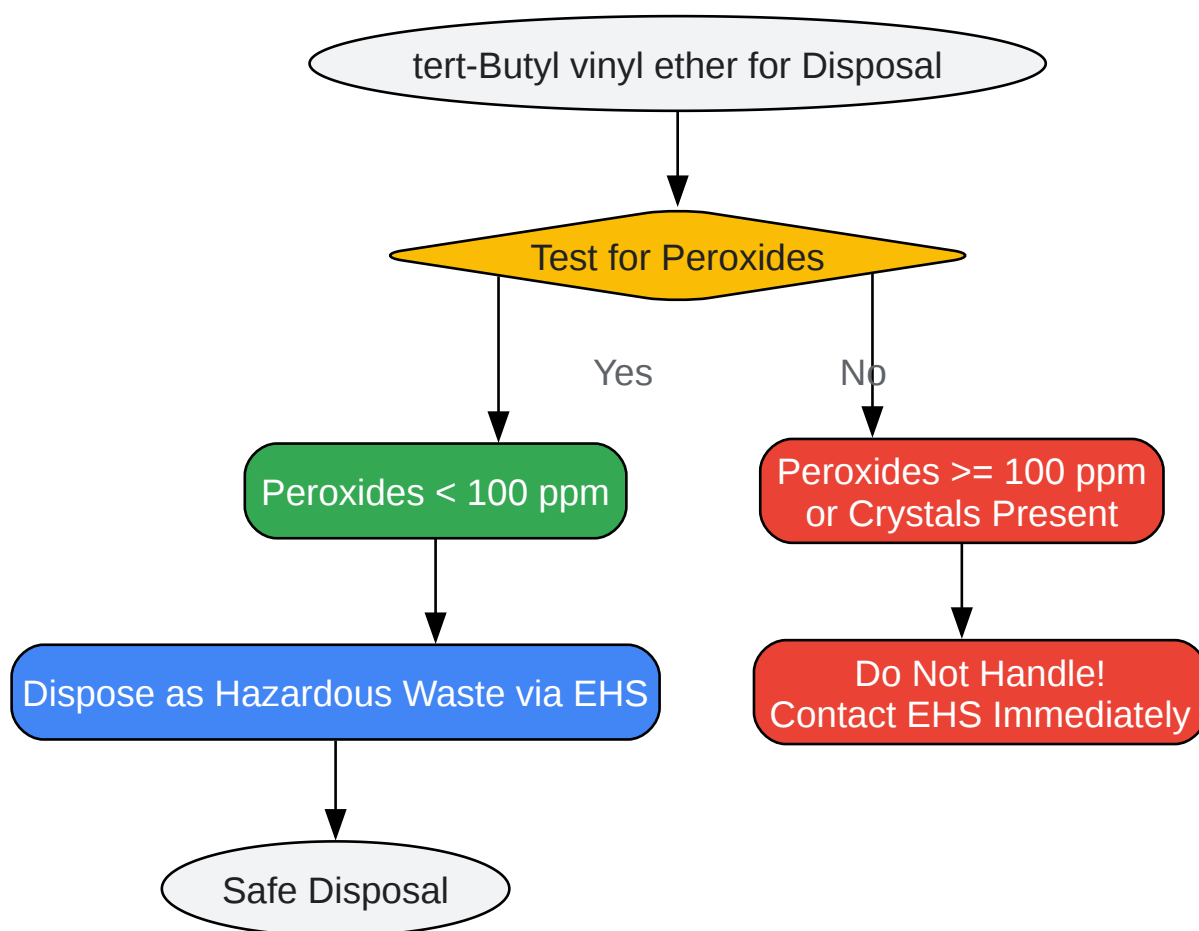 tert-Butyl vinyl ether for Disposal
Test for Peroxides
Yes
No
Peroxides < 100 ppm
Peroxides >= 100 ppm
or Crystals Present
Dispose as Hazardous Waste via EHS
Do Not Handle!
Contact EHS Immediately
Safe Disposal